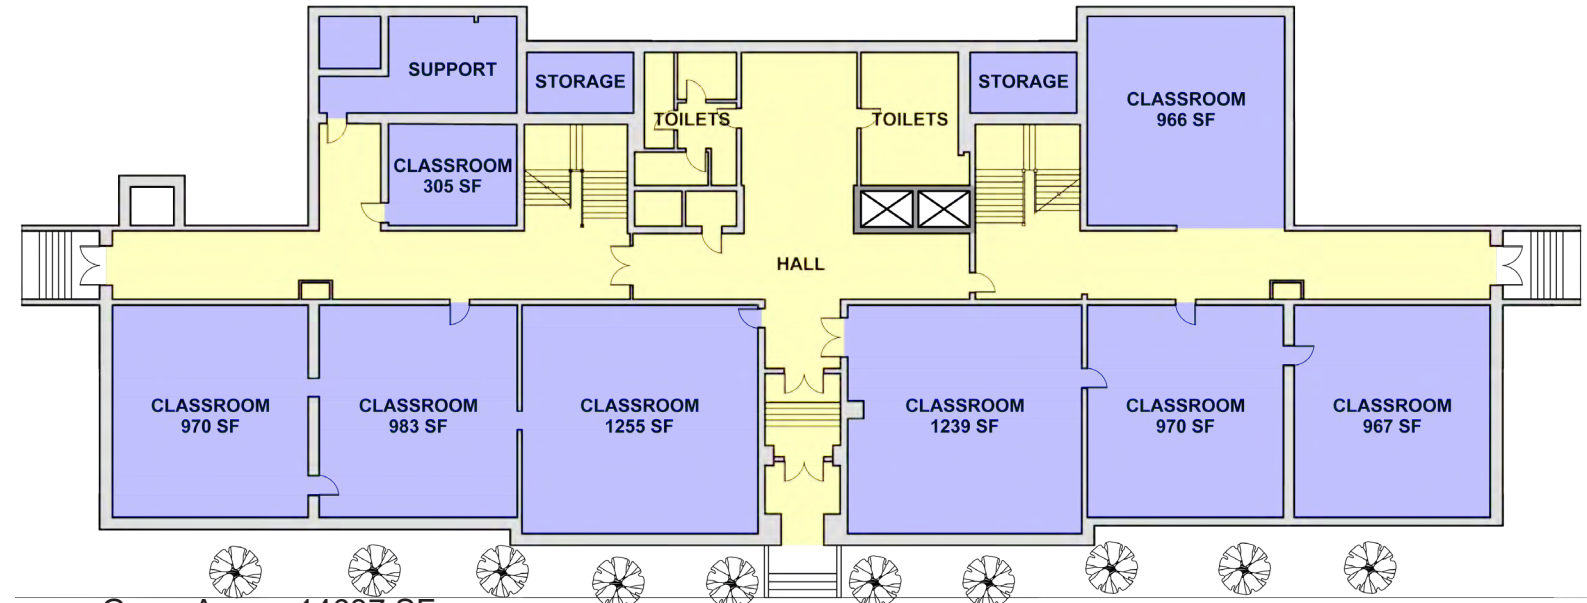 SUPPORT
STORAGE
STORAGE
CLASSROOM
966 SF
TOILETS
TOILETS
CLASSROOM
305 SF
HALL
CLASSROOM
970 SF
CLASSROOM
983 SF
CLASSROOM
1255 SF
CLASSROOM
1239 SF
CLASSROOM
970 SF
CLASSROOM
967 SF